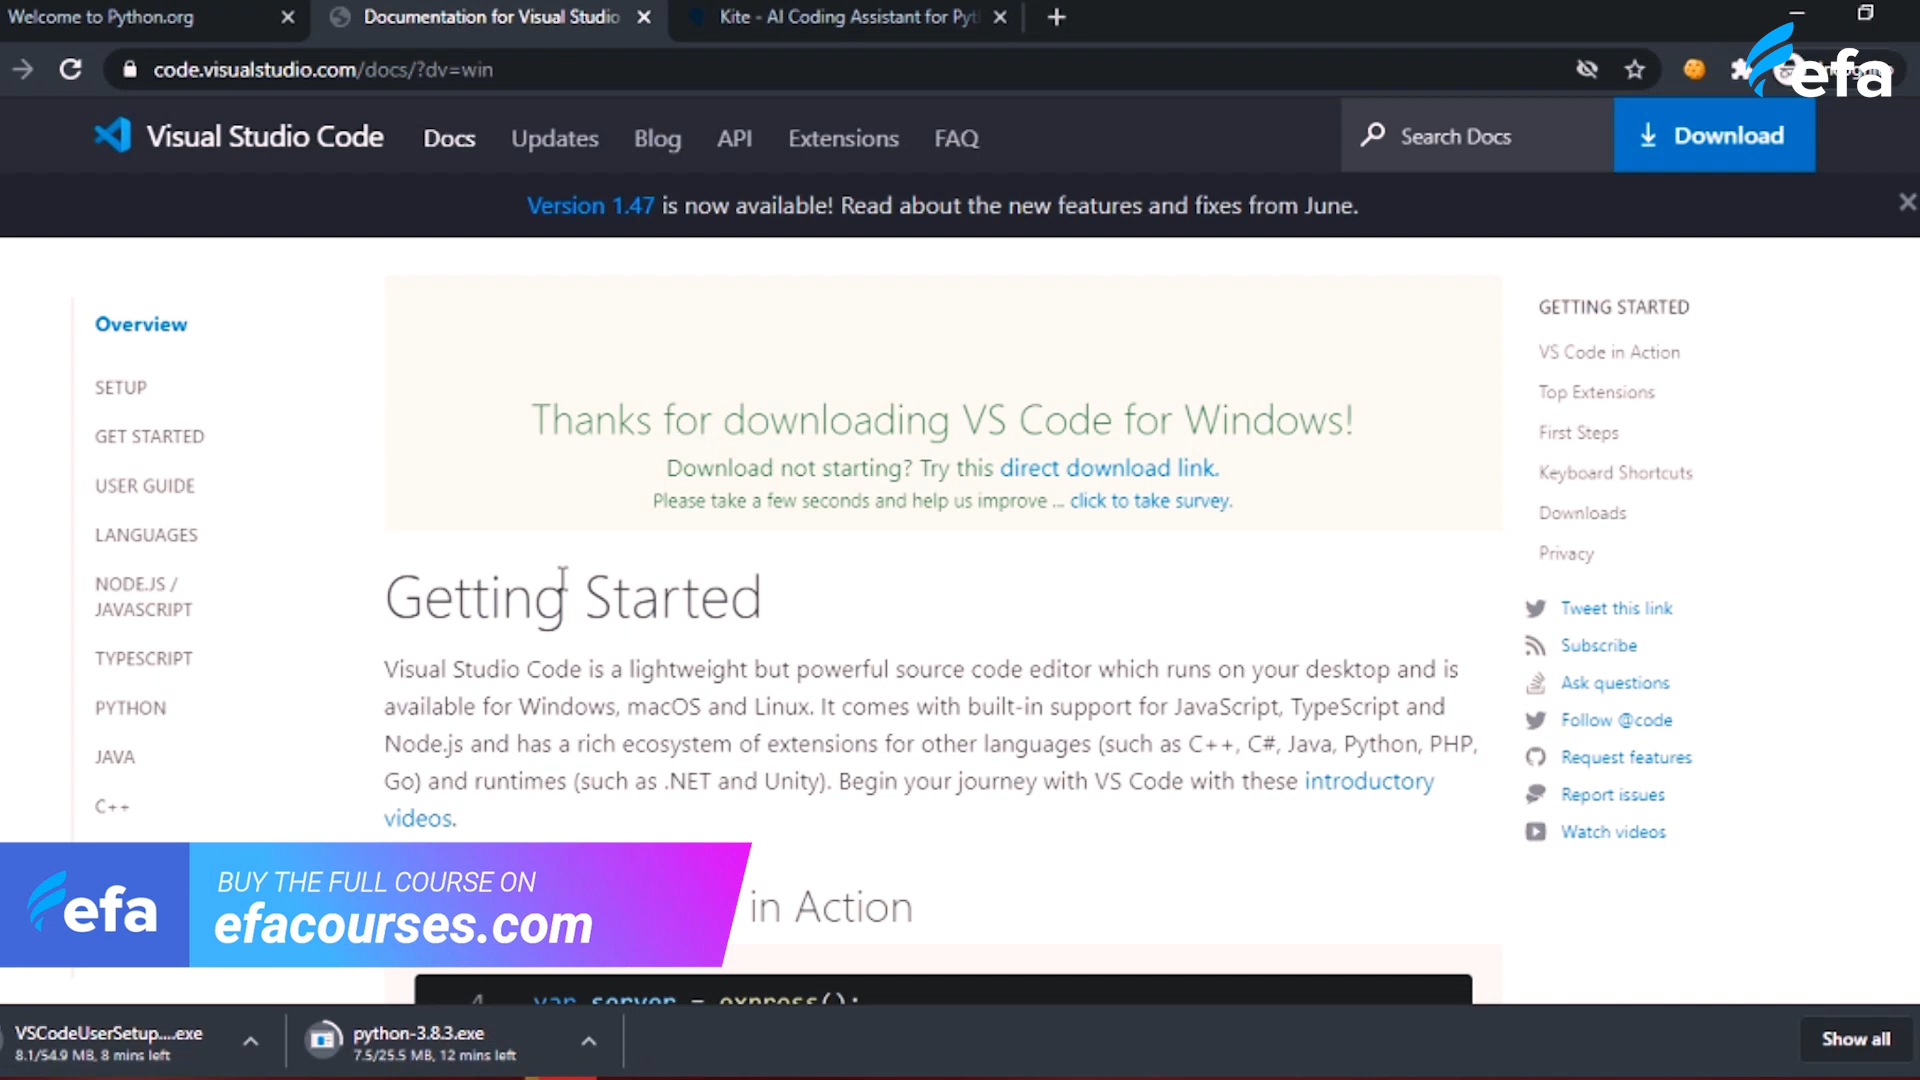 Welcome to Python.org
Documentation for Visual Studio
Kite - AI Coding Assistant for Pyt
code.visualstudio.com/docs/?dv=win
efa
Visual Studio Code
Docs
Updates
Blog
API
Extensions
FAQ
Search Docs
Download
Version 1.47 is now available! Read about the new features and fixes from June.
Overview
SETUP
GET STARTED
USER GUIDE
LANGUAGES
NODE.JS /
JAVASCRIPT
TYPESCRIPT
PYTHON
JAVA
C++
Thanks for downloading VS Code for Windows!
Download not starting? Try this direct download link.
Please take a few seconds and help us improve ... click to take survey.
Getting Started
Visual Studio Code is a lightweight but powerful source code editor which runs on your desktop and is
available for Windows, macOS and Linux. It comes with built-in support for JavaScript, TypeScript and
Node.js and has a rich ecosystem of extensions for other languages (such as C++, C#, Java, Python, PHP,
Go) and runtimes (such as .NET and Unity). Begin your journey with VS Code with these introductory
videos.
in Action
4 var server = express();
GETTING STARTED
VS Code in Action
Top Extensions
First Steps
Keyboard Shortcuts
Downloads
Privacy
Tweet this link
Subscribe
Ask questions
Follow @code
Request features
Report issues
Watch videos
efa
BUY THE FULL COURSE ON
efacourses.com
VSCodeUserSetup....exe
8.1/54.9 MB, 8 mins left
python-3.8.3.exe
7.5/25.5 MB, 12 mins left
Show all